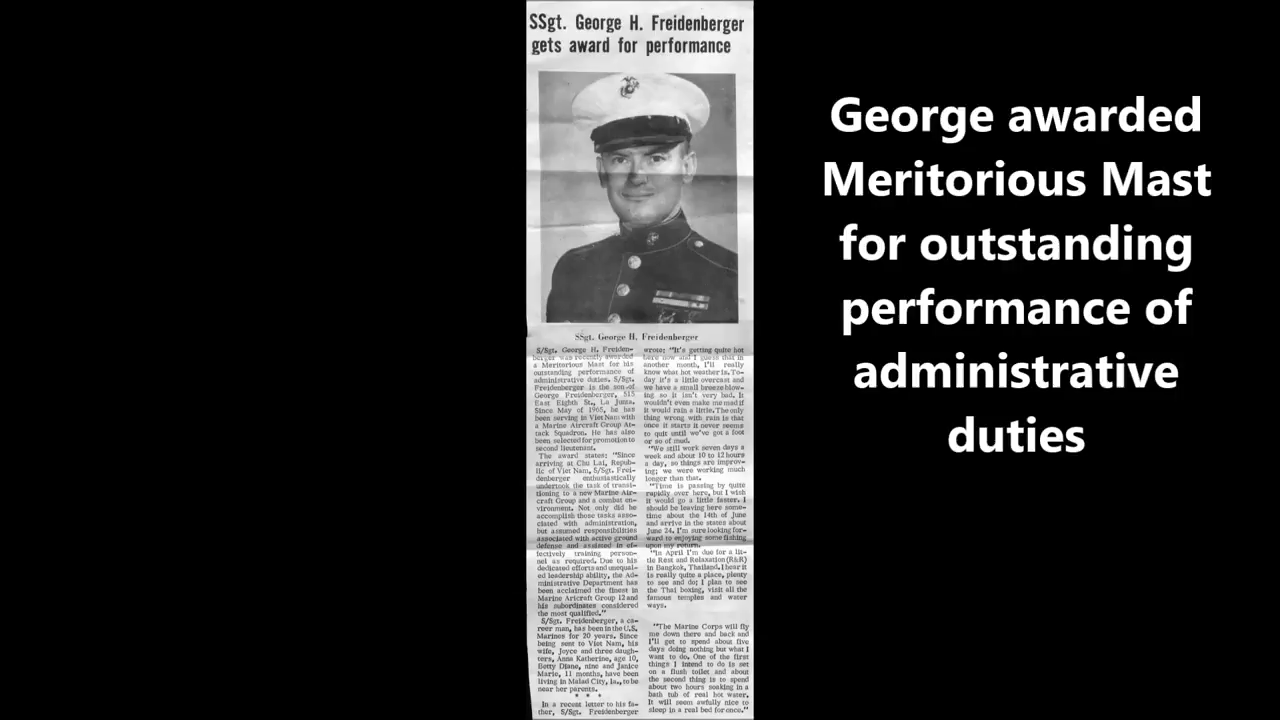 SSgt. George H. Freidenberger
gets award for performance
SSgt. George H. Freidenberger
S/Sgt. George H. Freiden-
berger was recently awarded
a Meritorious Mast for his
outstanding performance of
administrative duties. S/Sgt.
Freidenberger is the son of
George Freidenberger, 515
East Eighth St., La Junta.
Since May of 1965, he has
been serving in Viet Nam with
a Marine Aircraft Group At-
tack Squadron. He has also
been selected for promotion to
second lieutenant.
The award states: "Since
arriving at Chu Lai, Repub-
lic of Viet Nam, S/Sgt. Frei-
denberger enthusiastically
undertook the task of transi-
tioning to a new Marine Air-
craft Group and a combat en-
vironment. Not only did he
accomplish those tasks asso-
ciated with administration,
but assumed responsibilities
associated with active ground
defense and assisted in ef-
fectively training person-
nel as required. Due to his
dedicated efforts and unequal-
ed leadership ability, the Ad-
ministrative Department has
been acclaimed the finest in
Marine Aricraft Group 12 and
his subordinates considered
the most qualified."
S/Sgt. Freidenberger, a ca-
reer man, has been in the U.S.
Marines for 20 years. Since
being sent to Viet Nam, his
wife, Joyce and three daugh-
ters, Anna Katherine, age 10,
Betty Diane, nine and Janice
Marie, 11 months, have been
living in Malad City, Ia., to be
near her parents.
* * *
In a recent letter to his fa-
ther, S/Sgt. Freidenberger
wrote: "It's getting quite hot
here now and I guess that in
another month, I'll really
know what hot weather is. To-
day it's a little overcast and
we have a small breeze blow-
ing so it isn't very bad. It
wouldn't even make me mad if
it would rain a little. The only
thing wrong with rain is that
once it starts it never seems
to quit until we've got a foot
or so of mud.
"We still work seven days a
week and about 10 to 12 hours
a day, so things are improv-
ing; we were working much
longer than that.
"Time is passing by quite
rapidly over here, but I wish
it would go a little faster. I
should be leaving here some-
time about the 14th of June
and arrive in the states about
June 24. I'm sure looking for-
ward to enjoying some fishing
upon my return.
"In April I'm due for a lit-
tle Rest and Relaxation (R&R)
in Bangkok, Thailand. I hear it
is really quite a place, plenty
to see and do; I plan to see
the Thai boxing, visit all the
famous temples and water
ways.
"The Marine Corps will fly
me down there and back and
I'll get to spend about five
days doing nothing but what I
want to do. One of the first
things I intend to do is set
on a flush toilet and about
the second thing is to spend
about two hours soaking in a
bath tub of real hot water.
It will seem awfully nice to
sleep in a real bed for once."
George awarded
Meritorious Mast
for outstanding
performance of
administrative
duties